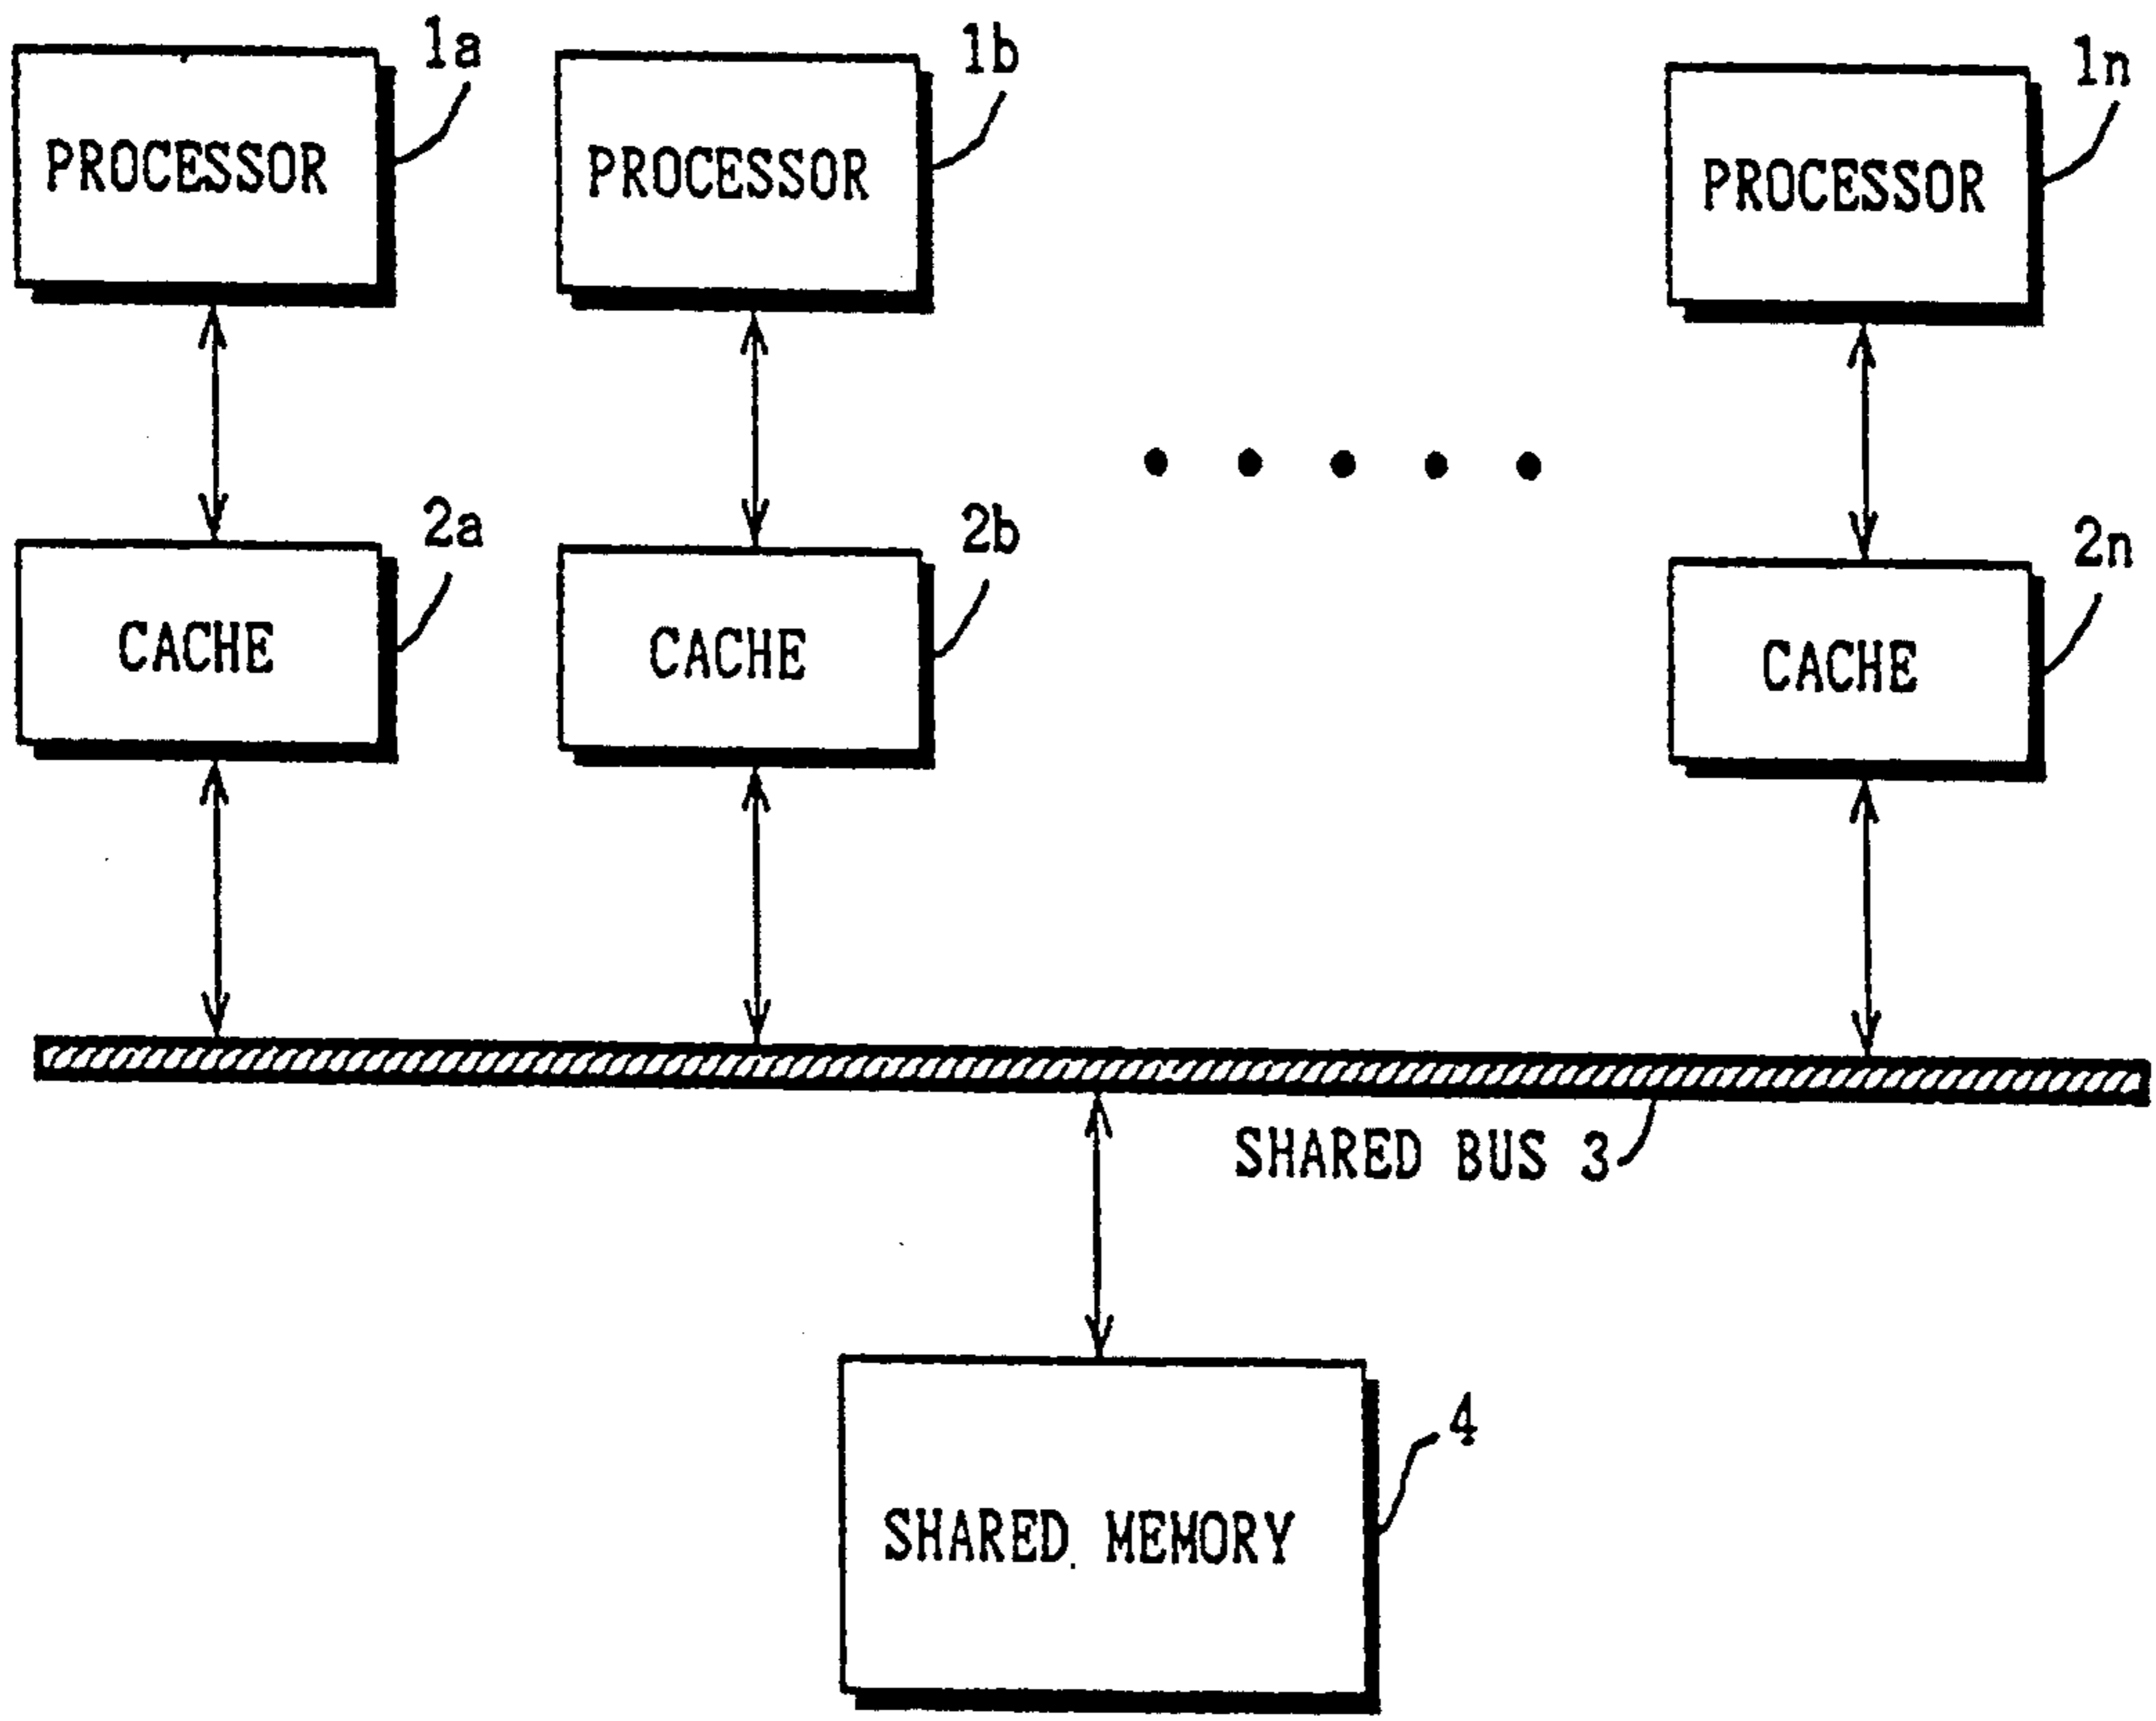 1a
1b
1n
PROCESSOR
PROCESSOR
PROCESSOR
2a
2b
2n
CACHE
CACHE
CACHE
SHARED BUS 3
4
SHARED MEMORY